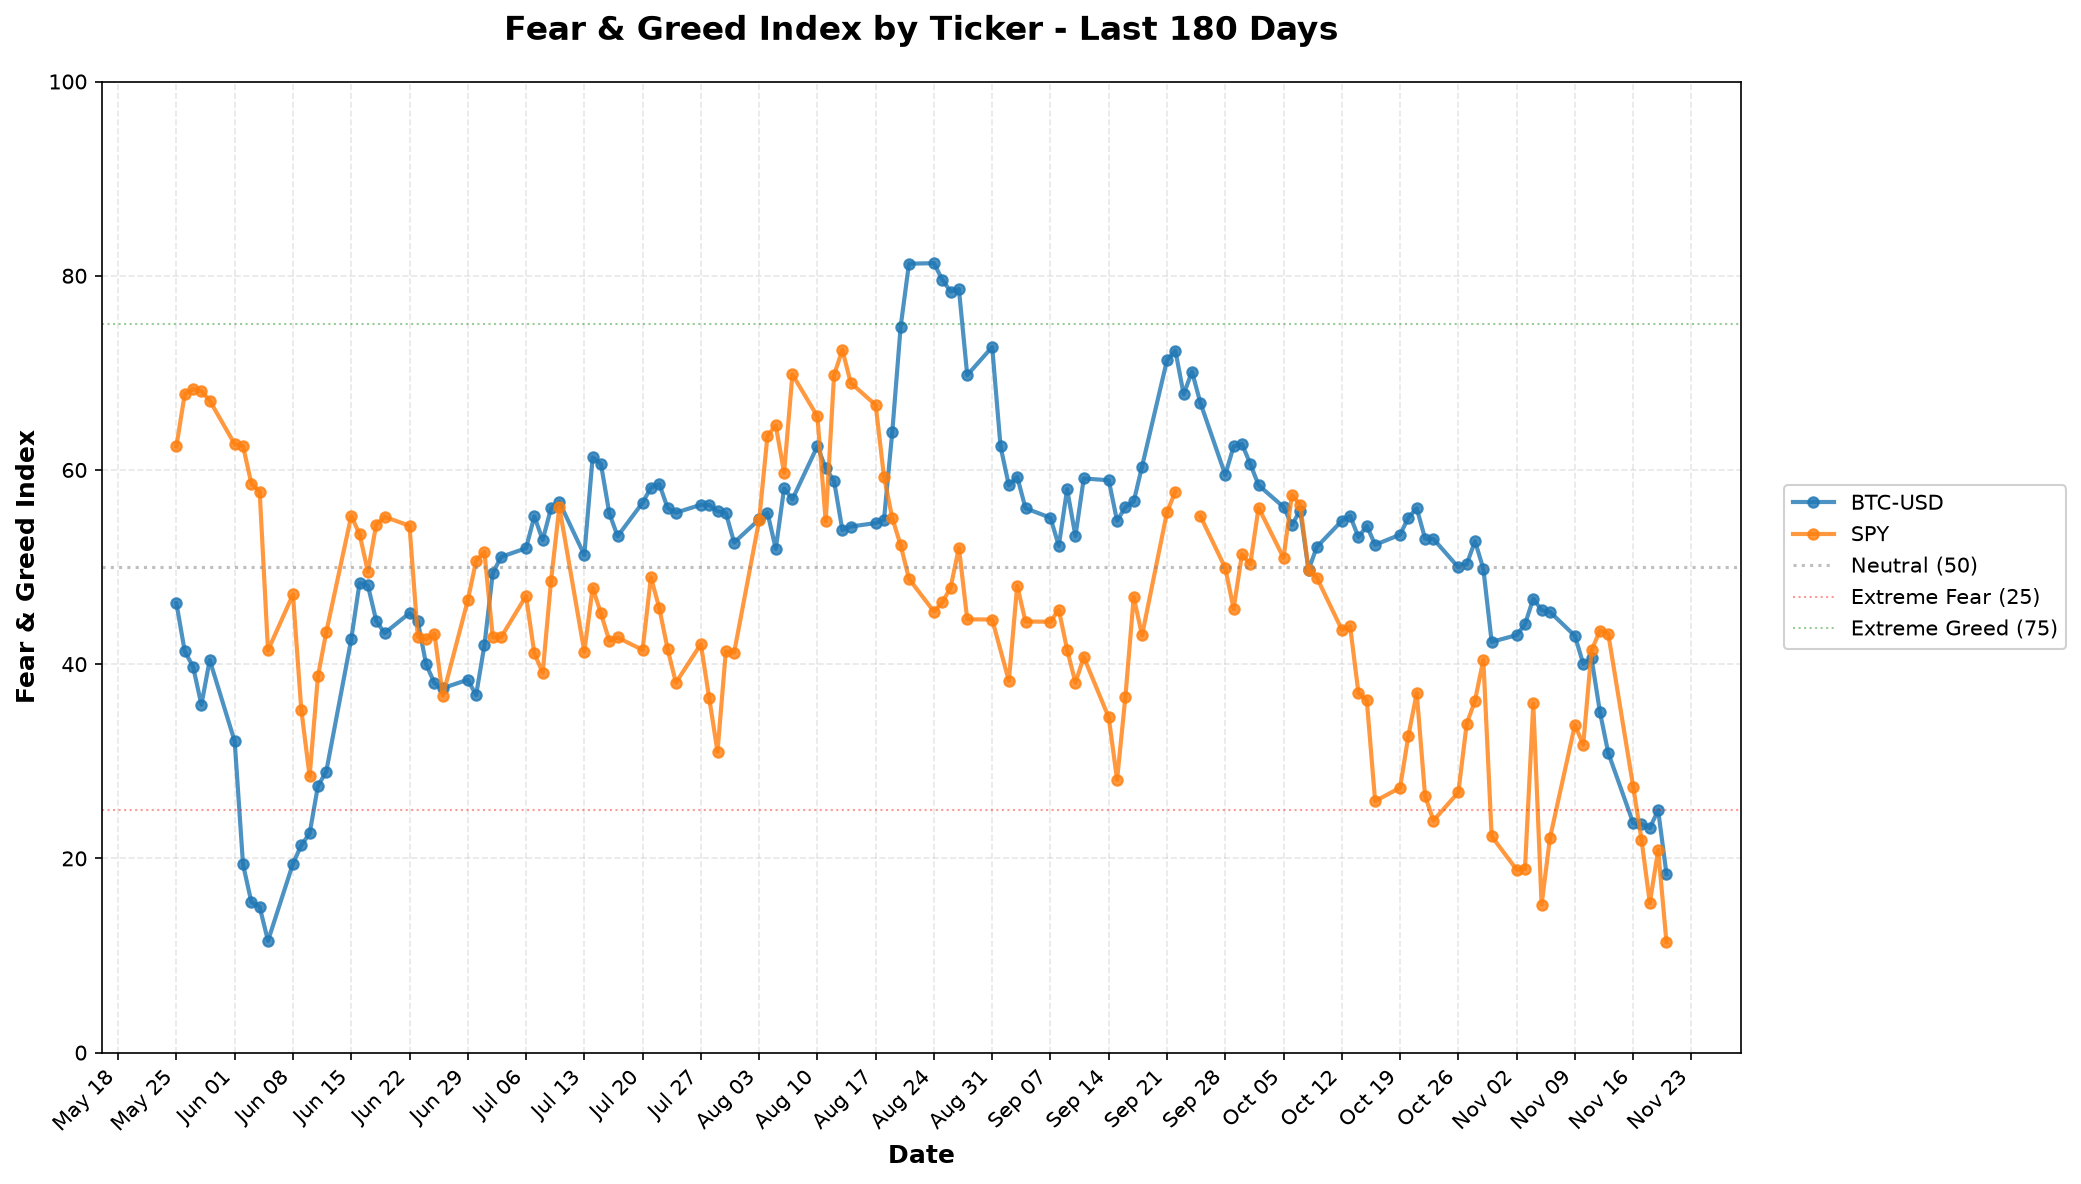 Fear & Greed Index by Ticker - Last 180 Days
Fear & Greed Index
100
80
60
40
20
0
May 18
May 25
Jun 01
Jun 08
Jun 15
Jun 22
Jun 29
Jul 06
Jul 13
Jul 20
Jul 27
Aug 03
Aug 10
Aug 17
Aug 24
Aug 31
Sep 07
Sep 14
Sep 21
Sep 28
Oct 05
Oct 12
Oct 19
Oct 26
Nov 02
Nov 09
Nov 16
Nov 23
Date
BTC-USD
SPY
Neutral (50)
Extreme Fear (25)
Extreme Greed (75)